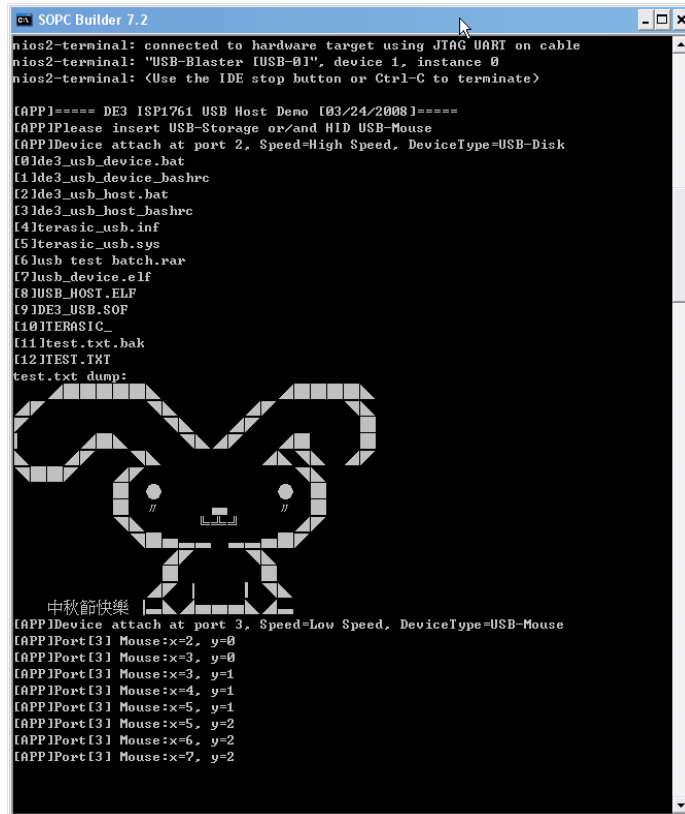 SOPC Builder 7.2
nios2-terminal: connected to hardware target using JTAG UART on cable
nios2-terminal: "USB-Blaster [USB-0]", device 1, instance 0
nios2-terminal: (Use the IDE stop button or Ctrl-C to terminate)
[APP]===== DE3 ISP1761 USB Host Demo [03/24/2008]=====
[APP]Please insert USB-Storage or/and HID USB-Mouse
[APP]Device attach at port 2, Speed=High Speed, DeviceType=USB-Disk
[0]de3_usb_device.bat
[1]de3_usb_device_bashrc
[2]de3_usb_host.bat
[3]de3_usb_host_bashrc
[4]terasic_usb.inf
[5]terasic_usb.sys
[6]usb test batch.rar
[7]usb_device.elf
[8]USB_HOST.ELF
[9]DE3_USB.SOF
[10]TERASIC_
[11]test.txt.bak
[12]TEST.TXT
test.txt dump:
中秋節快樂
[APP]Device attach at port 3, Speed=Low Speed, DeviceType=USB-Mouse
[APP]Port[3] Mouse:x=2, y=0
[APP]Port[3] Mouse:x=3, y=0
[APP]Port[3] Mouse:x=3, y=1
[APP]Port[3] Mouse:x=4, y=1
[APP]Port[3] Mouse:x=5, y=1
[APP]Port[3] Mouse:x=5, y=2
[APP]Port[3] Mouse:x=6, y=2
[APP]Port[3] Mouse:x=7, y=2